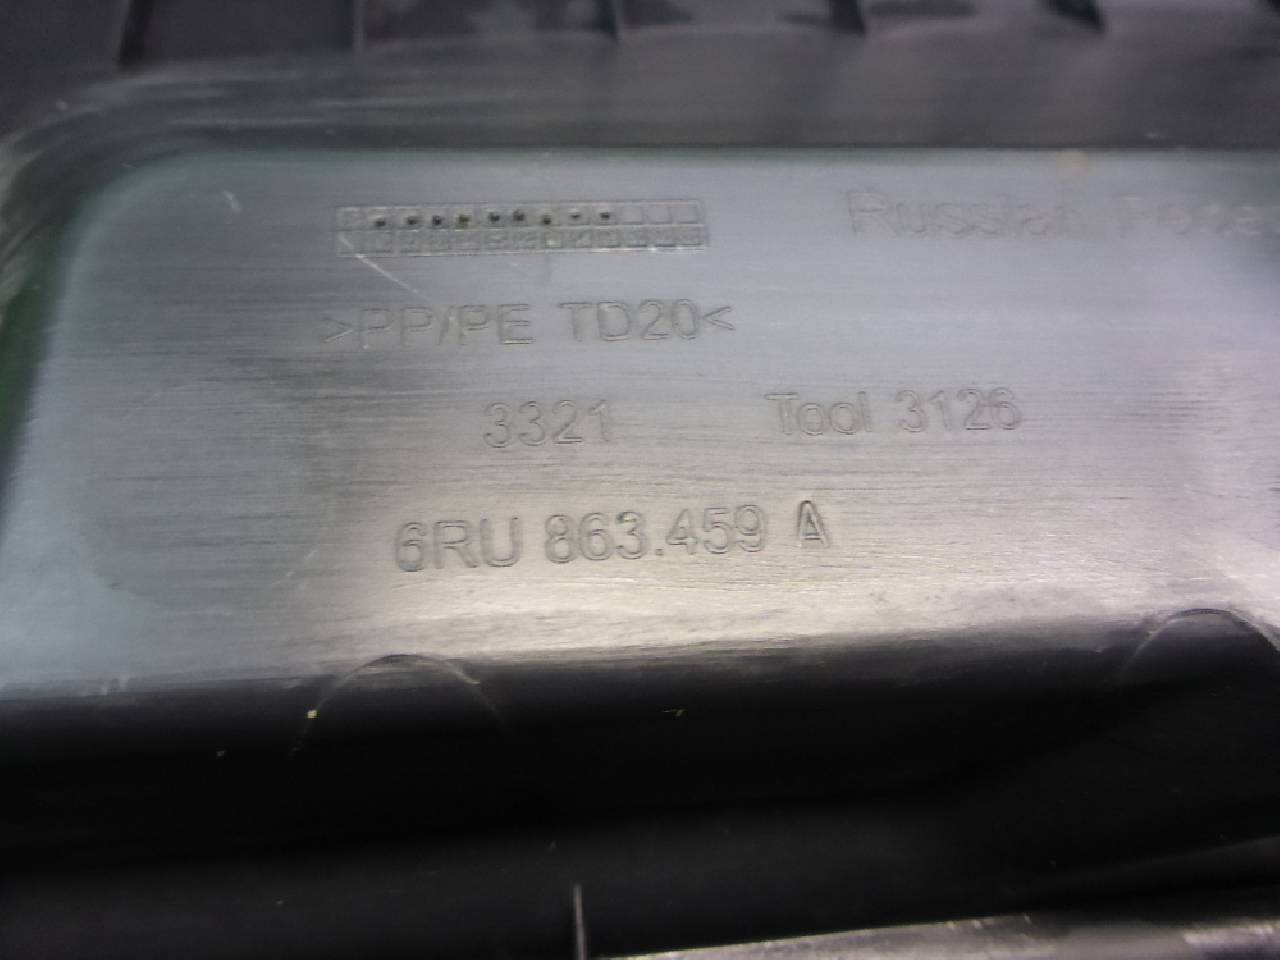 Russian
>PP/PE TD20<
3321 Tool 3126
6RU 863.459 A